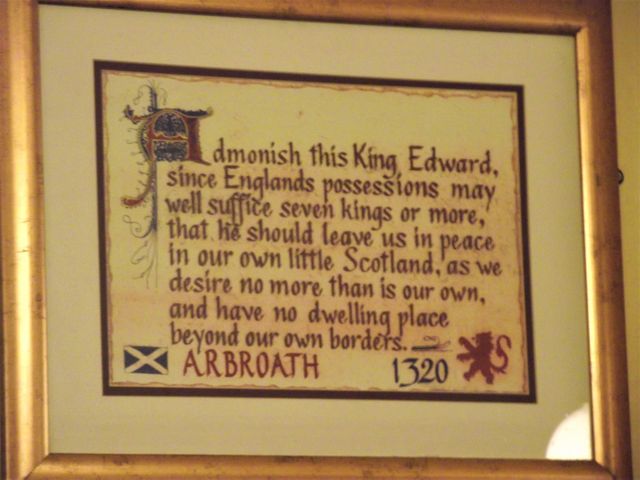 Admonish this King Edward,
since Englands possessions may
well suffice seven kings or more,
that he should leave us in peace
in our own little Scotland, as we
desire no more than is our own,
and have no dwelling place
beyond our own borders.
ARBROATH 1320